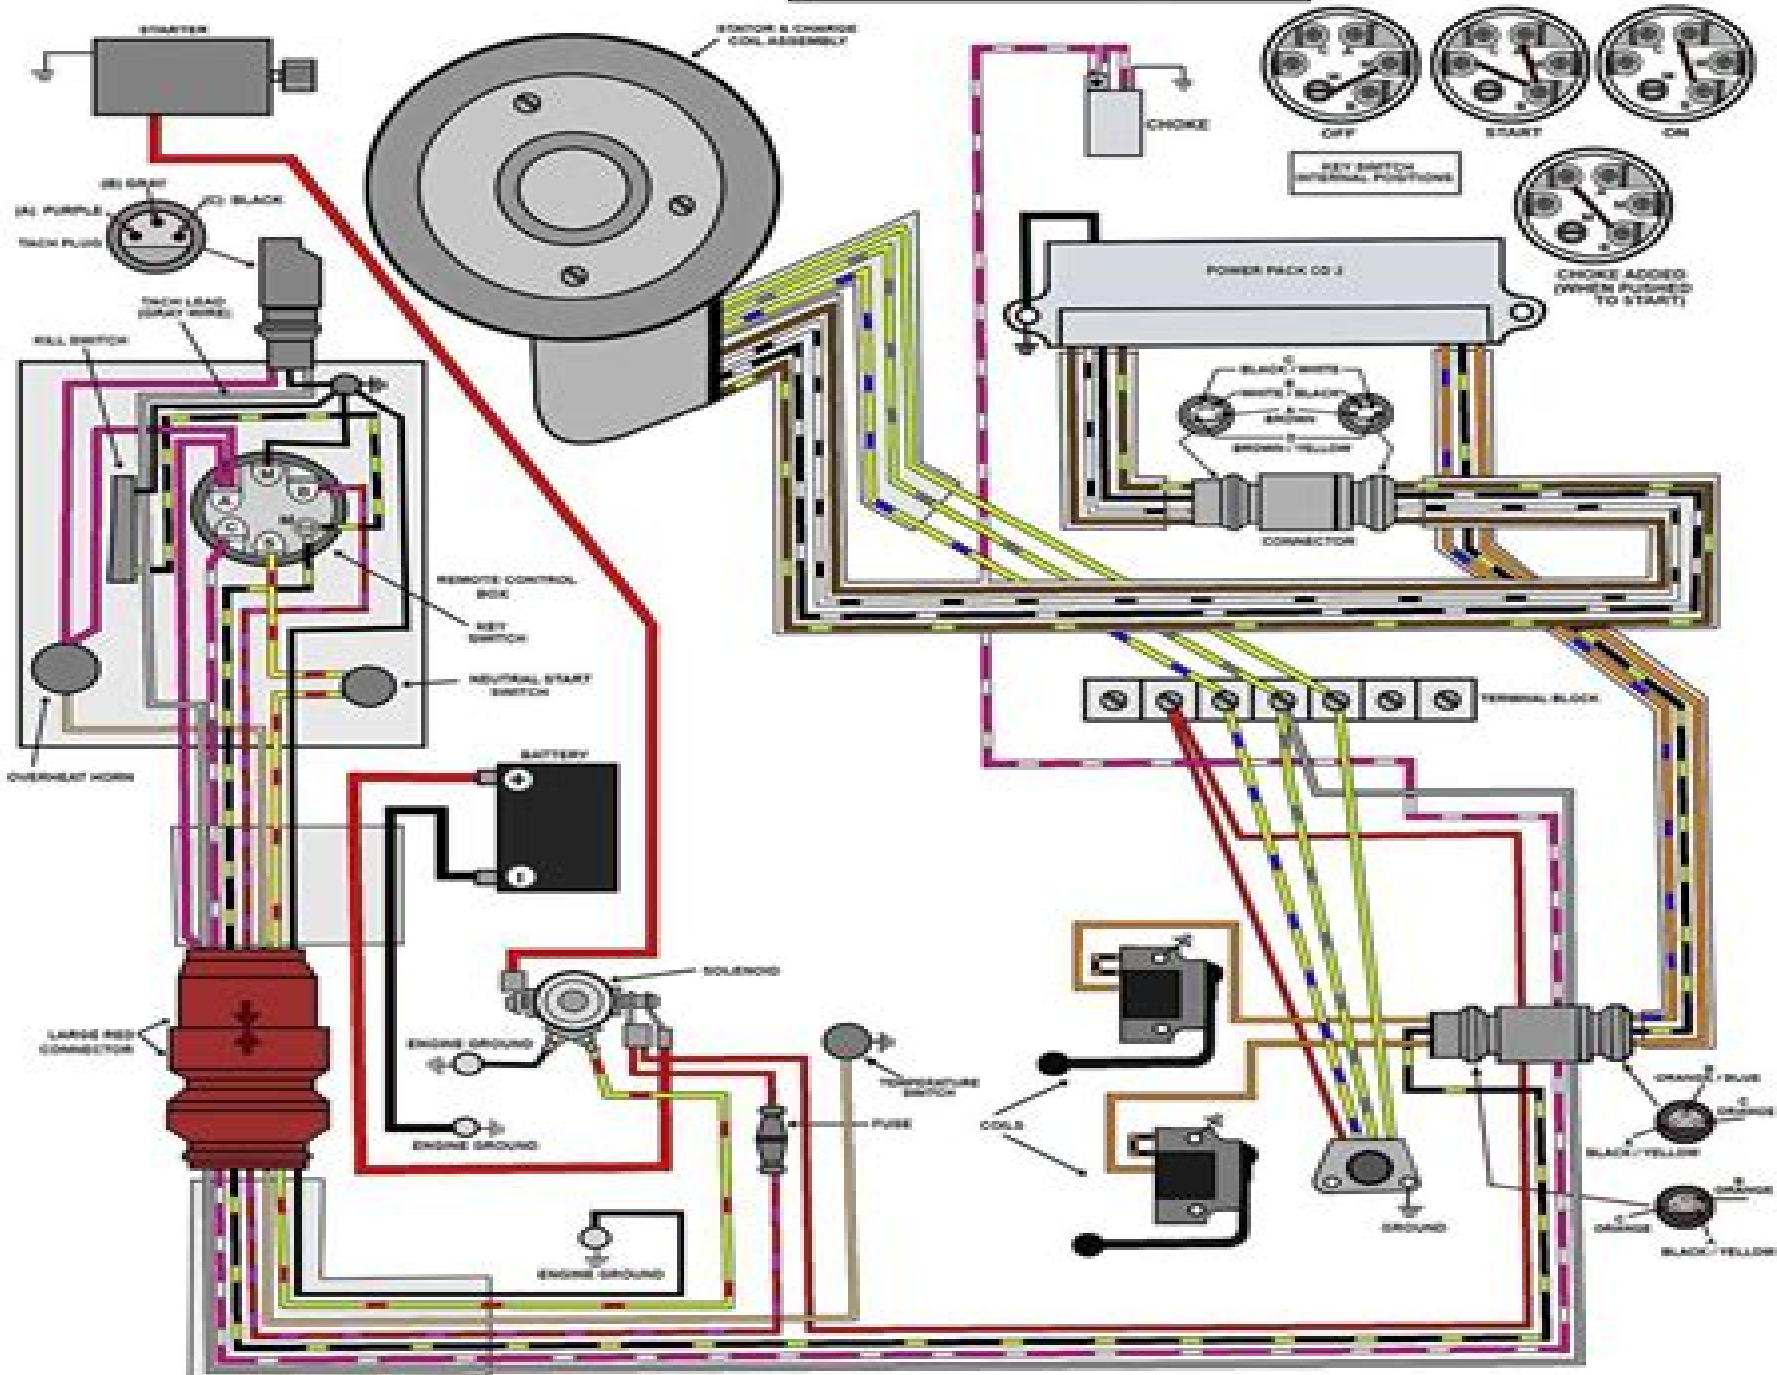 STARTER
STATOR & CHARGE
COIL ASSEMBLY
CHOKE
OFF
START
ON
KEY SWITCH
INTERNAL POSITIONS
CHOKE ADDED
(WHEN PUSHED
TO START)
(B) GRAY
(A) PURPLE
(C) BLACK
TACH PLUG
TACH LEAD
(GRAY WIRE)
KILL SWITCH
POWER PACK CD 2
C
BLACK / WHITE
B
WHITE / BLACK
A
BROWN
D
BROWN / YELLOW
CONNECTOR
M
B
A
C
S
M
REMOTE CONTROL
BOX
KEY
SWITCH
NEUTRAL START
SWITCH
OVERHEAT HORN
TERMINAL BLOCK
BATTERY
+
SOLENOID
LARGE RED
CONNECTOR
ENGINE GROUND
ENGINE GROUND
TEMPERATURE
SWITCH
FUSE
COILS
B
ORANGE / BLUE
C
ORANGE
BLACK / YELLOW
B
ORANGE
C
ORANGE
BLACK / YELLOW
GROUND
ENGINE GROUND